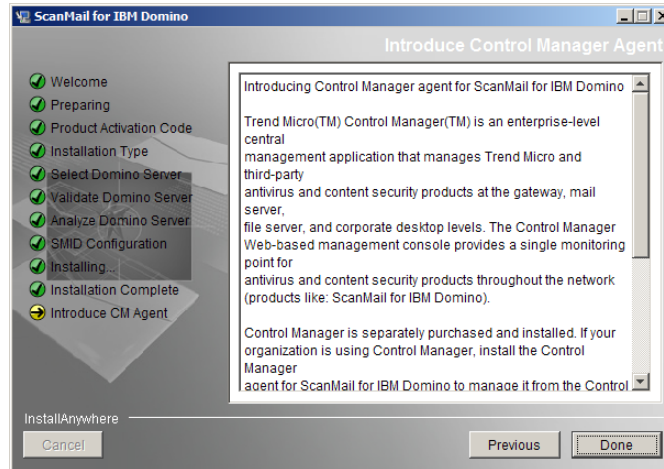 ScanMail for IBM Domino
Introduce Control Manager Agent
Welcome
Preparing
Product Activation Code
Installation Type
Select Domino Server
Validate Domino Server
Analyze Domino Server
SMID Configuration
Installing...
Installation Complete
Introduce CM Agent
Introducing Control Manager agent for ScanMail for IBM Domino
Trend Micro(TM) Control Manager(TM) is an enterprise-level
central
management application that manages Trend Micro and
third-party
antivirus and content security products at the gateway, mail
server,
file server, and corporate desktop levels. The Control Manager
Web-based management console provides a single monitoring
point for
antivirus and content security products throughout the network
(products like: ScanMail for IBM Domino).
Control Manager is separately purchased and installed. If your
organization is using Control Manager, install the Control
Manager
agent for ScanMail for IBM Domino to manage it from the Control
InstallAnywhere
Cancel
Previous
Done